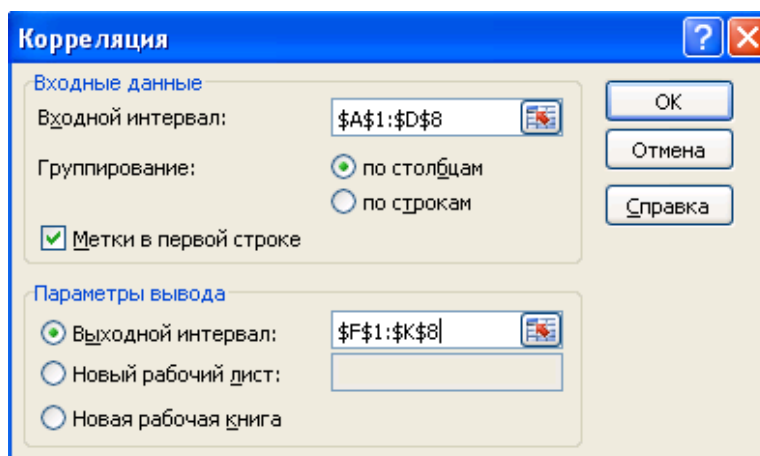 Корреляция
Входные данные
Входной интервал: $A$1:$D$8
Группирование: по столбцам
по строкам
Метки в первой строке
OK
Отмена
Справка
Параметры вывода
Выходной интервал: $F$1:$K$8
Новый рабочий лист:
Новая рабочая книга